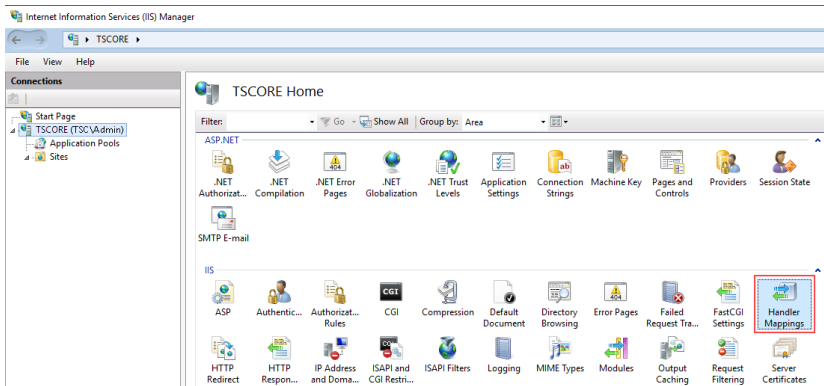 Internet Information Services (IIS) Manager
TSCORE
File View Help
Connections
Start Page
TSCORE (TSC\Admin)
Application Pools
Sites
TSCORE Home
Filter: Go Show All Group by: Area
ASP.NET
.NET .NET .NET Error .NET .NET Trust Application Connection Machine Key Pages and Providers Session State
Authorizat... Compilation Pages Globalization Levels Settings Strings Controls
SMTP E-mail
IIS
ASP Authentic... Authorizat... CGI Compression Default Directory Error Pages Failed FastCGI Handler
Rules Document Browsing Request Tra... Settings Mappings
HTTP HTTP IP Address ISAPI and ISAPI Filters Logging MIME Types Modules Output Request Server
Redirect Respon... and Doma... CGI Restri... Caching Filtering Certificates